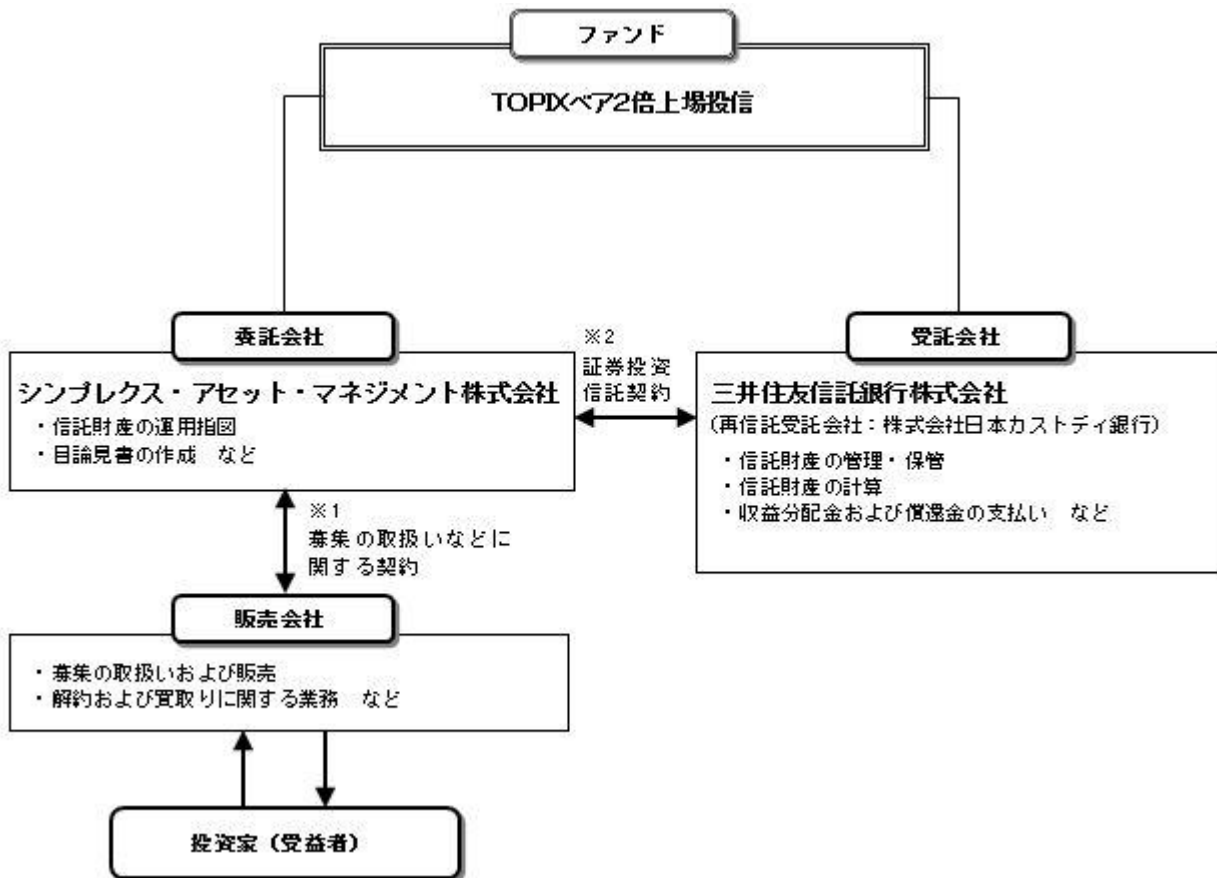 ファンド
TOPIXベア2倍上場投信
委託会社
シンプレクス・アセット・マネジメント株式会社
・信託財産の運用指図
・目論見書の作成　など
※2
証券投資
信託契約
受託会社
三井住友信託銀行株式会社
(再信託受託会社：株式会社日本カストディ銀行)
・信託財産の管理・保管
・信託財産の計算
・収益分配金および償還金の支払い　など
※1
募集の取扱いなどに
関する契約
販売会社
・募集の取扱いおよび販売
・解約および買取りに関する業務　など
投資家（受益者）